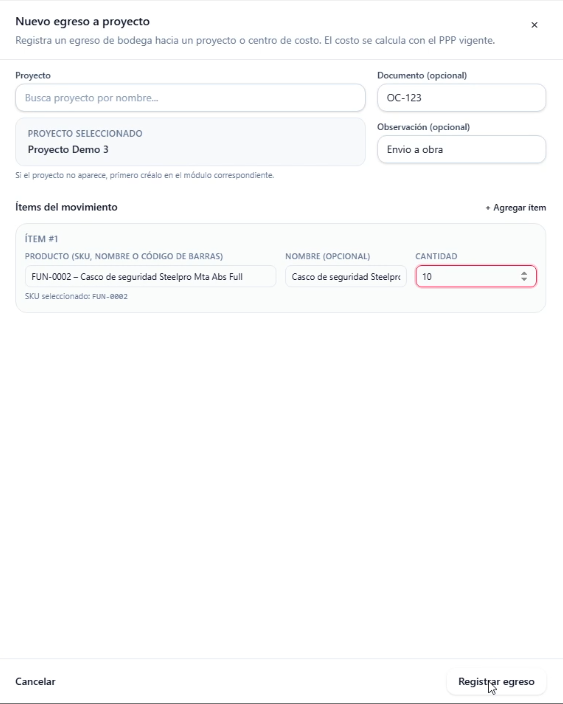 Nuevo egreso a proyecto
×
Registra un egreso de bodega hacia un proyecto o centro de costo. El costo se calcula con el PPP vigente.
Proyecto
Busca proyecto por nombre...
PROYECTO SELECCIONADO
Proyecto Demo 3
Si el proyecto no aparece, primero créalo en el módulo correspondiente.
Documento (opcional)
OC-123
Observación (opcional)
Envio a obra
Ítems del movimiento
+ Agregar ítem
ÍTEM #1
PRODUCTO (SKU, NOMBRE O CÓDIGO DE BARRAS)
FUN-0002 – Casco de seguridad Steelpro Mta Abs Full
SKU seleccionado: FUN-0002
NOMBRE (OPCIONAL)
Casco de seguridad Steelprc
CANTIDAD
10
Cancelar
Registrar egreso